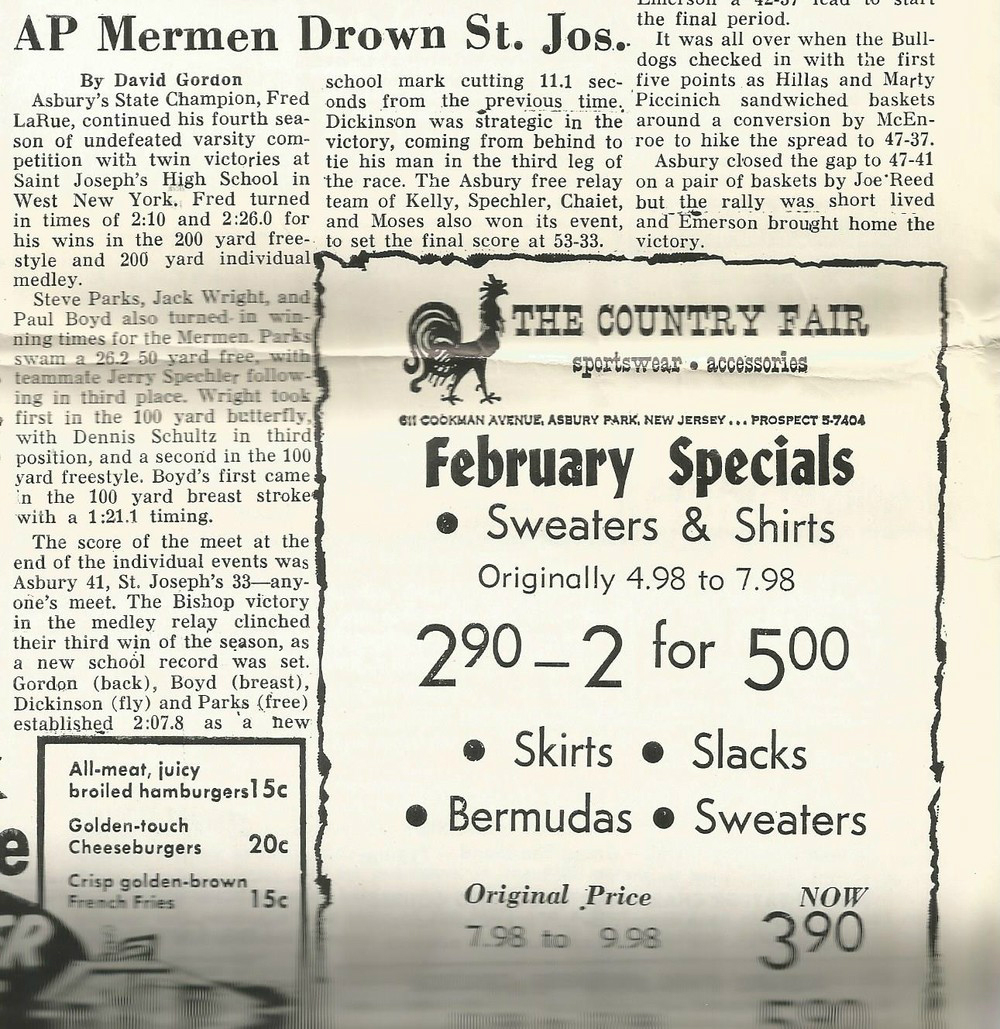 AP Mermen Drown St. Jos.
By David Gordon
Asbury's State Champion, Fred
LaRue, continued his fourth sea-
son of undefeated varsity com-
petition with twin victories at
Saint Joseph's High School in
West New York. Fred turned
in times of 2:10 and 2:26.0 for
his wins in the 200 yard free-
style and 200 yard individual
medley.
Steve Parks, Jack Wright, and
Paul Boyd also turned in win-
ning times for the Mermen. Parks
swam a 26.2 50 yard free, with
teammate Jerry Spechler follow-
ing in third place. Wright took
first in the 100 yard butterfly,
with Dennis Schultz in third
position, and a second in the 100
yard freestyle. Boyd's first came
in the 100 yard breast stroke
with a 1:21.1 timing.
The score of the meet at the
end of the individual events was
Asbury 41, St. Joseph's 33—any-
one's meet. The Bishop victory
in the medley relay clinched
their third win of the season, as
a new school record was set.
Gordon (back), Boyd (breast),
Dickinson (fly) and Parks (free)
established 2:07.8 as a new
school mark cutting 11.1 sec-
onds from the previous time.
Dickinson was strategic in the
victory, coming from behind to
tie his man in the third leg of
the race. The Asbury free relay
team of Kelly, Spechler, Chaiet,
and Moses also won its event,
to set the final score at 53-33.
Emerson a 42-37 lead to start
the final period.
It was all over when the Bull-
dogs checked in with the first
five points as Hillas and Marty
Piccinich sandwiched baskets
around a conversion by McEn-
roe to hike the spread to 47-37.
Asbury closed the gap to 47-41
on a pair of baskets by Joe Reed
but the rally was short lived
and Emerson brought home the
victory.
THE COUNTRY FAIR
sportswear • accessories
611 COOKMAN AVENUE, ASBURY PARK, NEW JERSEY... PROSPECT 5-7404
February Specials
• Sweaters & Shirts
Originally 4.98 to 7.98
290 – 2 for 500
• Skirts • Slacks
• Bermudas • Sweaters
Original Price NOW
7.98 to 9.98 390
All-meat, juicy
broiled hamburgers 15c
Golden-touch
Cheeseburgers 20c
Crisp golden-brown
French Fries 15c
e
ER